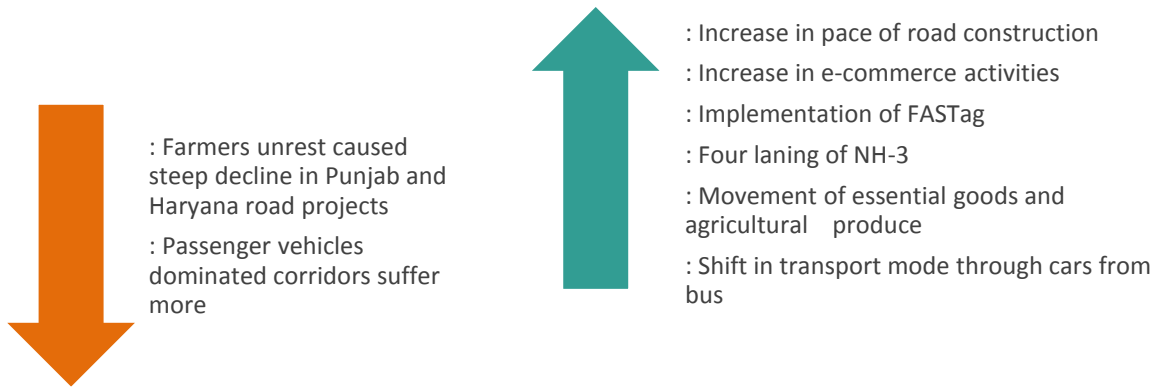 : Farmers unrest caused
steep decline in Punjab and
Haryana road projects
: Passenger vehicles
dominated corridors suffer
more
: Increase in pace of road construction
: Increase in e-commerce activities
: Implementation of FASTag
: Four laning of NH-3
: Movement of essential goods and
agricultural produce
: Shift in transport mode through cars from
bus